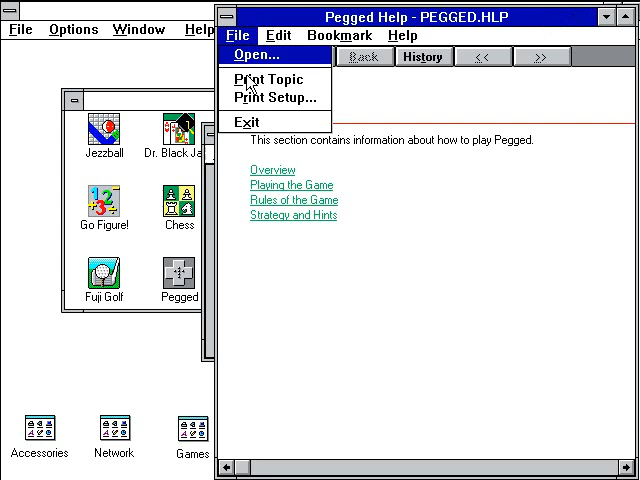 Pegged Help - PEGGED.HLP
File Options Window Help
File Edit Bookmark Help
Open...
Back History << >>
Print Topic
Print Setup...
Exit
This section contains information about how to play Pegged.
Overview
Playing the Game
Rules of the Game
Strategy and Hints
Jezzball Dr. Black Ja
Go Figure! Chess
Fuji Golf Pegged
Accessories Network Games